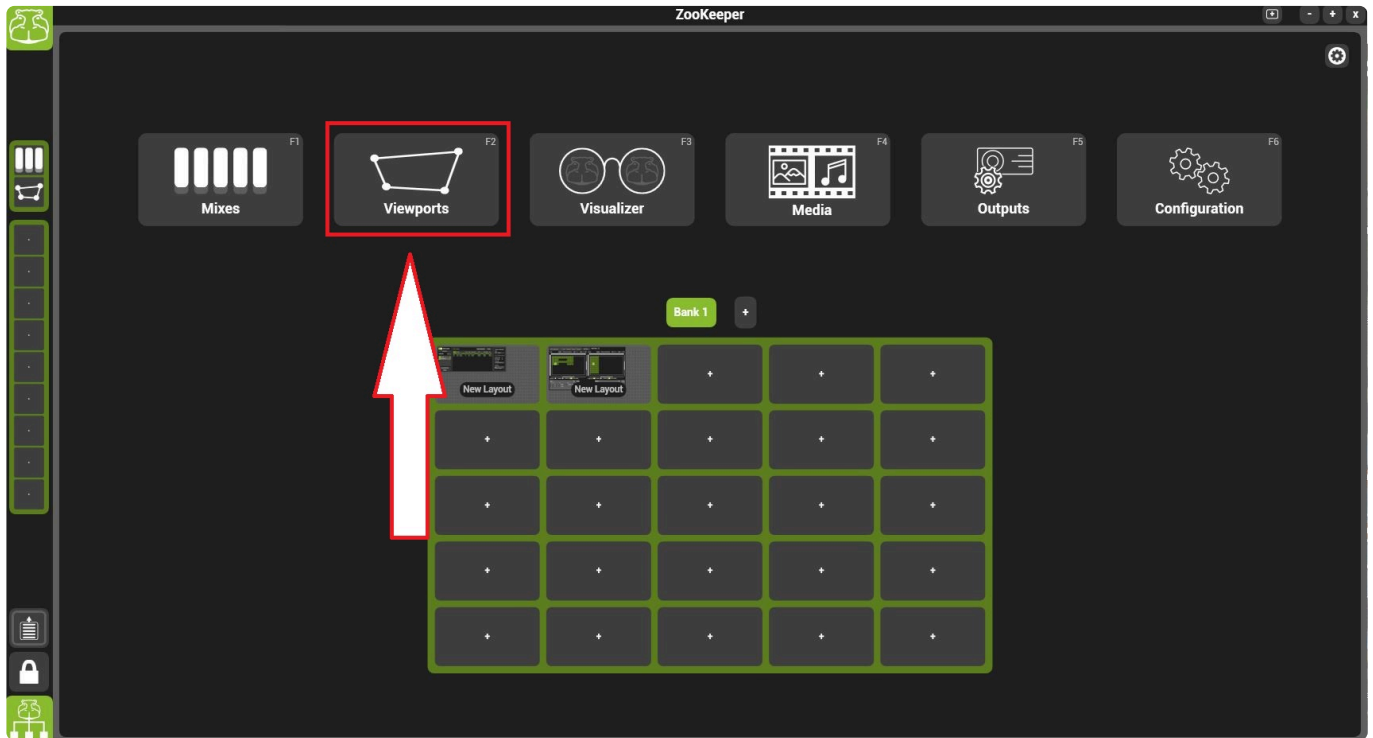 ZooKeeper
- + x
F1
F2
F3
F4
F5
F6
Mixes
Viewports
Visualizer
Media
Outputs
Configuration
Bank 1
+
New Layout
New Layout
+ + +
+ + + + +
+ + + + +
+ + + + +
+ + + + +